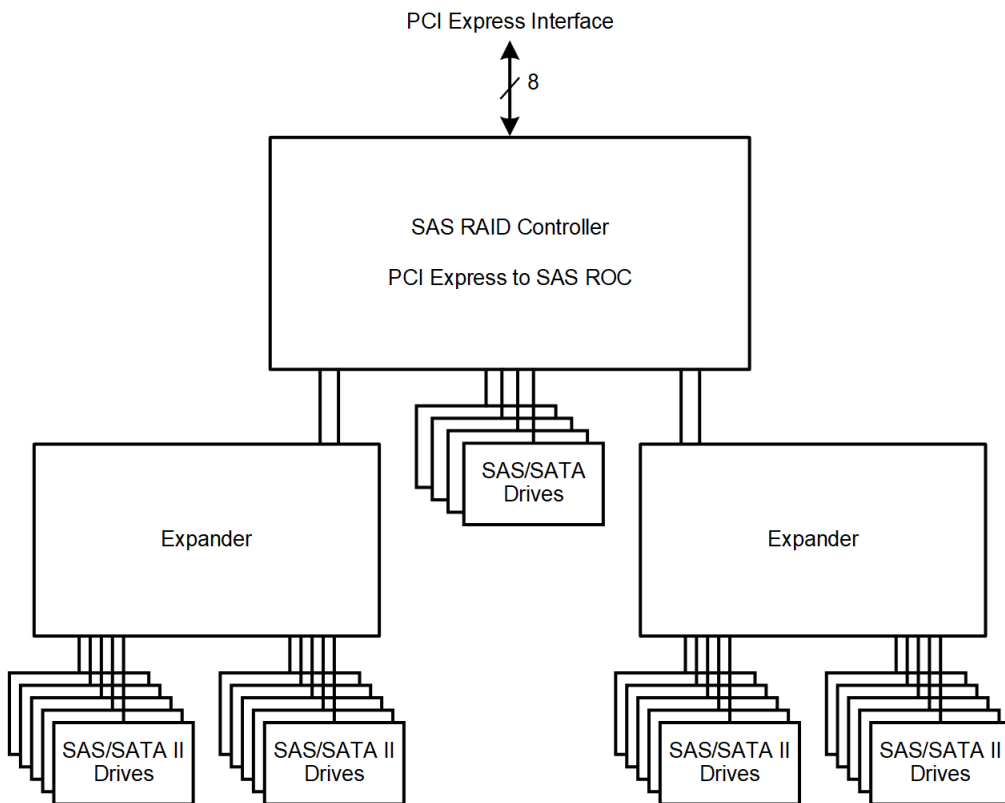 PCI Express Interface
8
SAS RAID Controller
PCI Express to SAS ROC
SAS/SATA
Drives
Expander
Expander
SAS/SATA II
Drives
SAS/SATA II
Drives
SAS/SATA II
Drives
SAS/SATA II
Drives